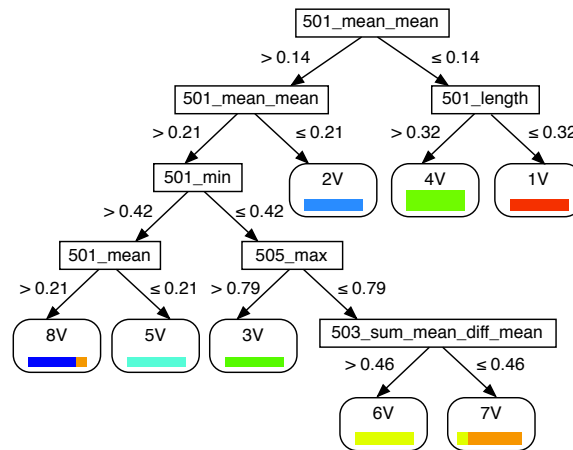 501_mean_mean
> 0.14
≤ 0.14
501_mean_mean
501_length
> 0.21
≤ 0.21
> 0.32
≤ 0.32
501_min
2V
4V
1V
> 0.42
≤ 0.42
501_mean
505_max
> 0.21
≤ 0.21
> 0.79
≤ 0.79
8V
5V
3V
503_sum_mean_diff_mean
> 0.46
≤ 0.46
6V
7V